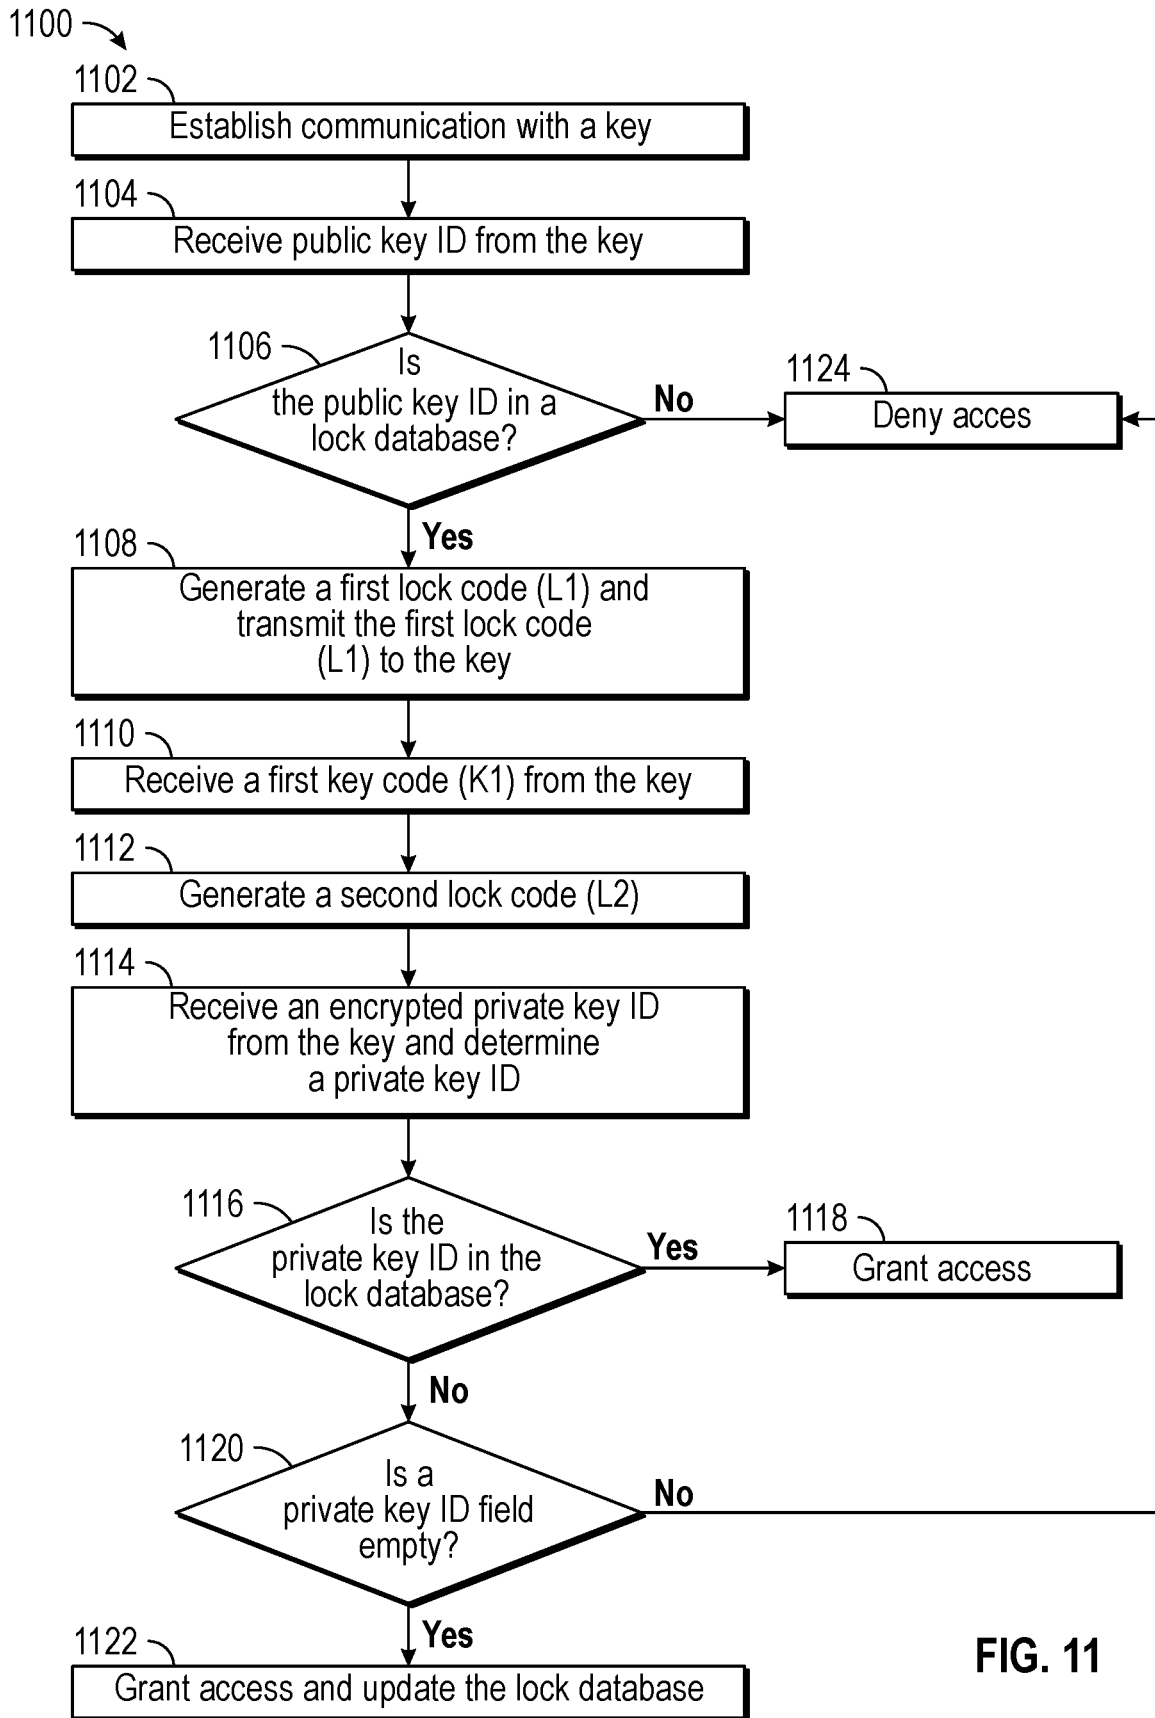 1100
1102
Establish communication with a key
1104
Receive public key ID from the key
1106
Is
the public key ID in a
lock database?
No
1124
Deny acces
Yes
1108
Generate a first lock code (L1) and
transmit the first lock code
(L1) to the key
1110
Receive a first key code (K1) from the key
1112
Generate a second lock code (L2)
1114
Receive an encrypted private key ID
from the key and determine
a private key ID
1116
Is the
private key ID in the
lock database?
Yes
1118
Grant access
No
1120
Is a
private key ID field
empty?
No
Yes
1122
Grant access and update the lock database
FIG. 11